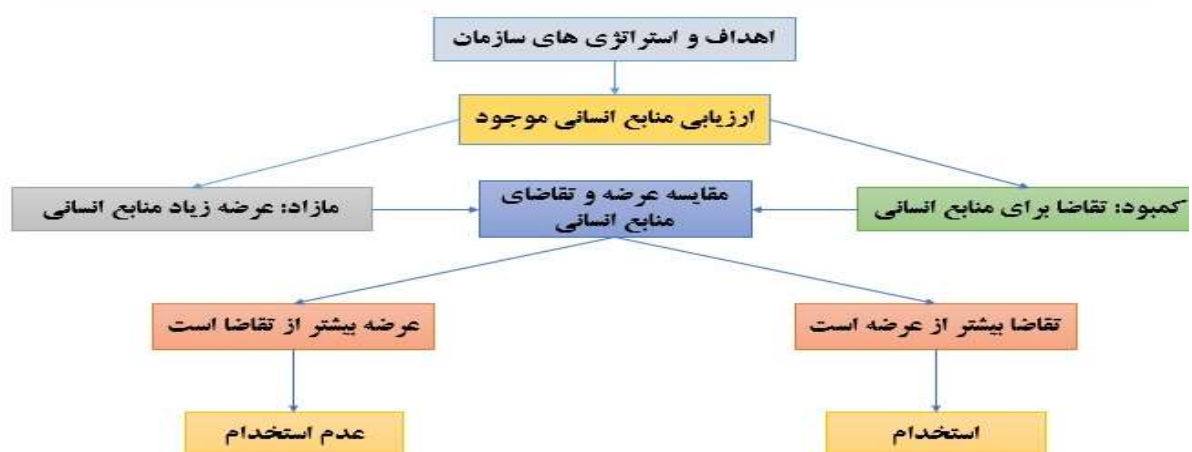 اهداف و استراتژی های سازمان
ارزیابی منابع انسانی موجود
کمبود: تقاضا برای منابع انسانی
مقایسه عرضه و تقاضای
منابع انسانی
مازاد: عرضه زیاد منابع انسانی
تقاضا بیشتر از عرضه است
عرضه بیشتر از تقاضا است
استخدام
عدم استخدام